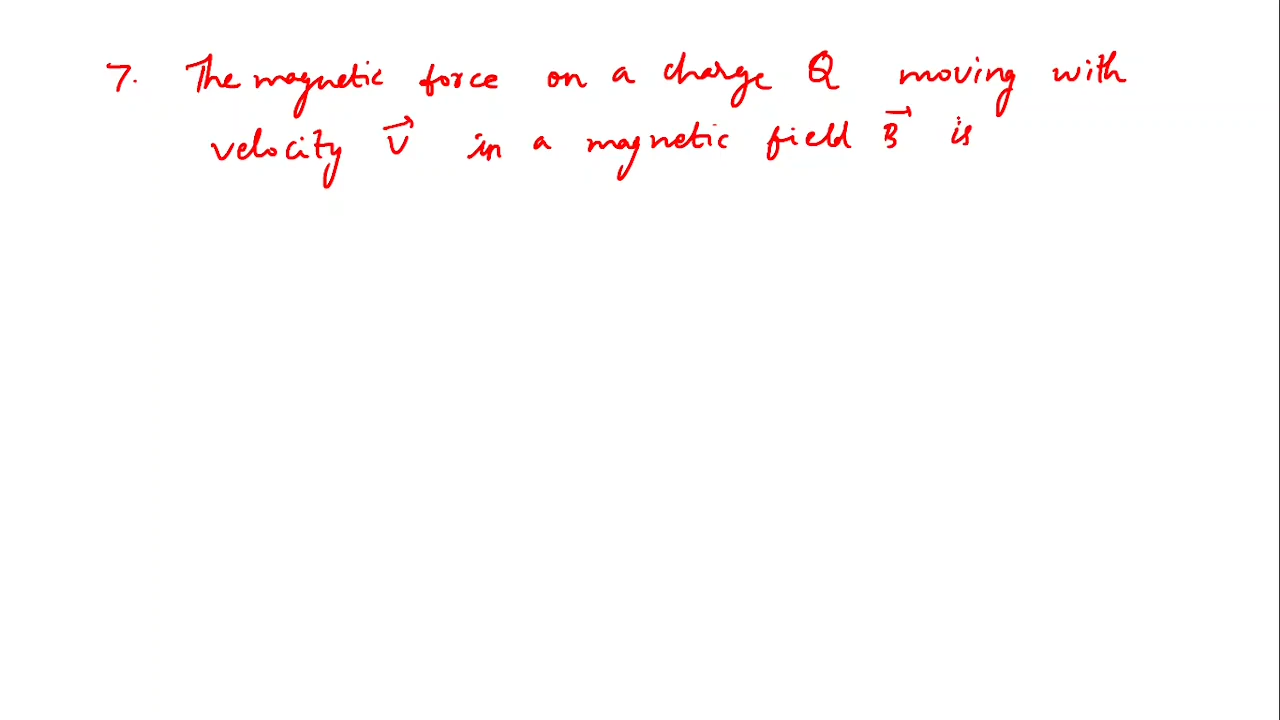 7. The magnetic force on a charge Q moving with
velocity V⃗ in a magnetic field B⃗ is